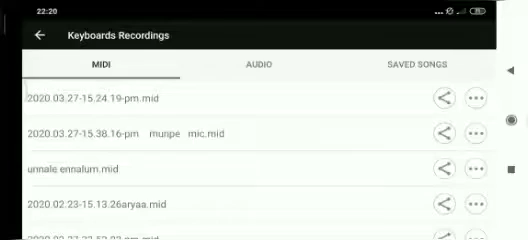 22:20
Keyboards Recordings
MIDI
AUDIO
SAVED SONGS
2020.03.27-15.24.19-pm.mid
2020.03.27-15.38.16-pm munpe mic.mid
unnale ennalum.mid
2020.02.23-15.13.26aryaa.mid